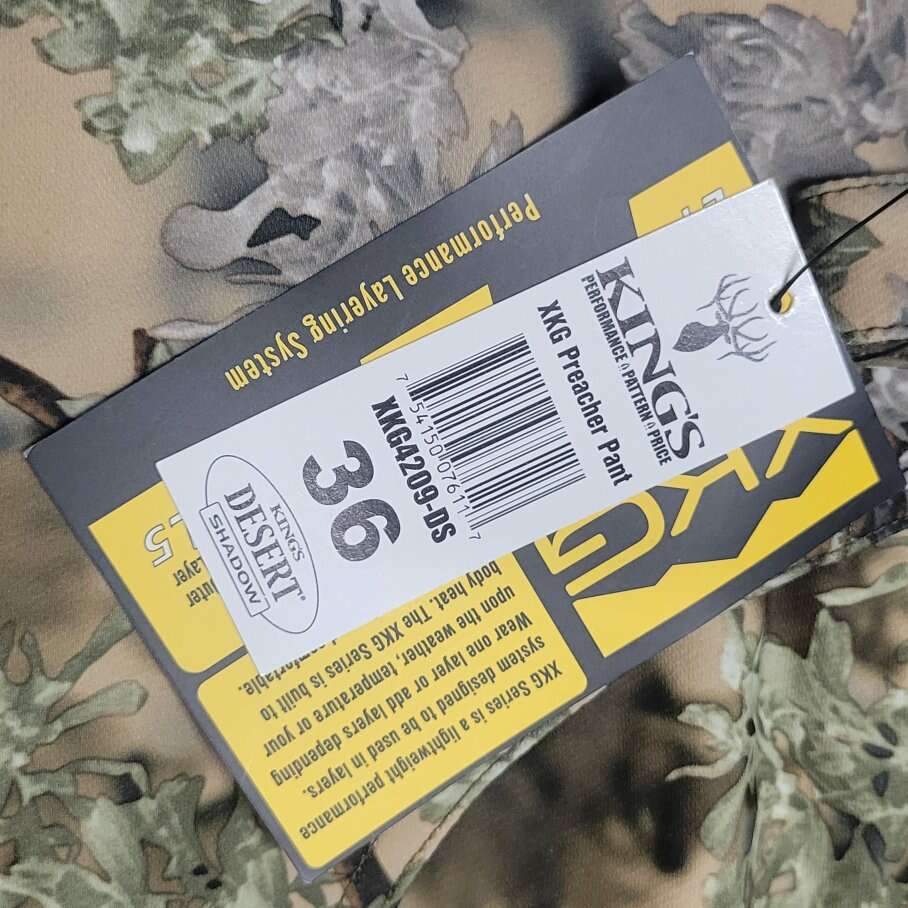 KING'S
PERFORMANCE PATTERN PRICE
XKG Preacher Pant
7 54150 07611 7
XKG4209-DS
36
KING'S
DESERT®
SHADOW
Performance Layering System
XKG
XKG Series is a lightweight performance
system designed to be used in layers.
Wear one layer or add layers depending
upon the weather, temperature or your
body heat. The XKG Series is built to